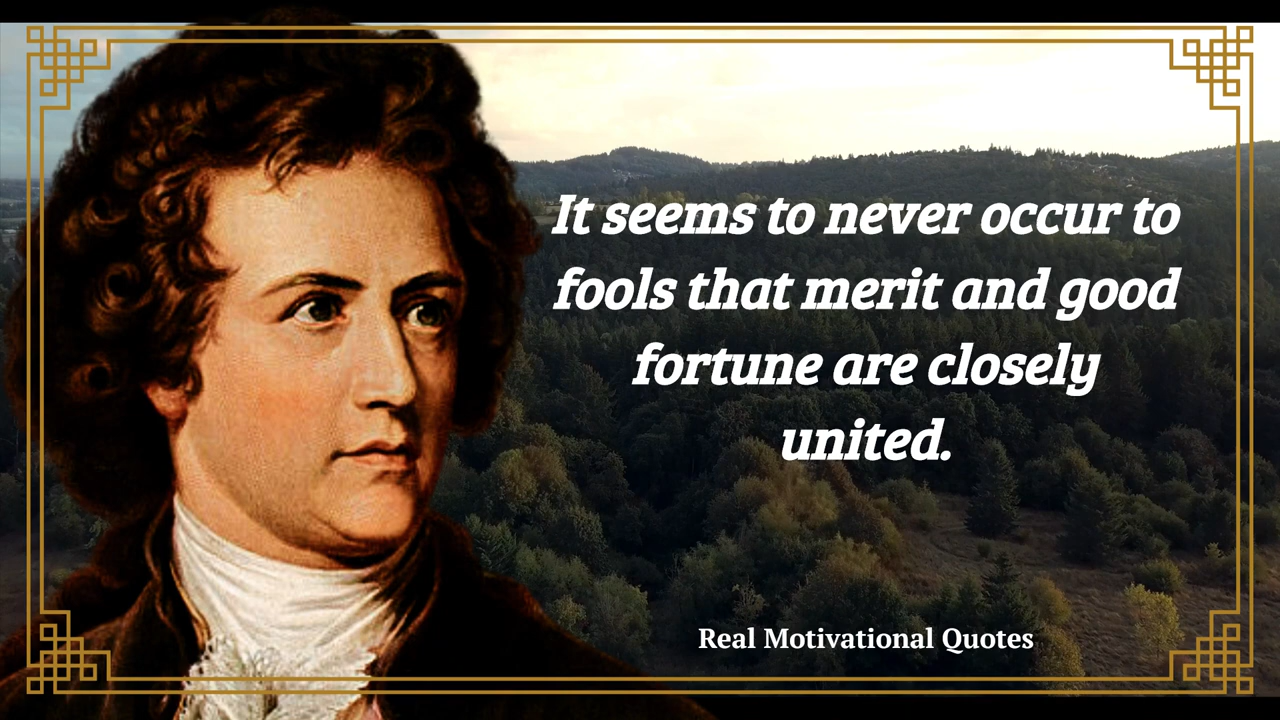 It seems to never occur to
fools that merit and good
fortune are closely
united.
Real Motivational Quotes